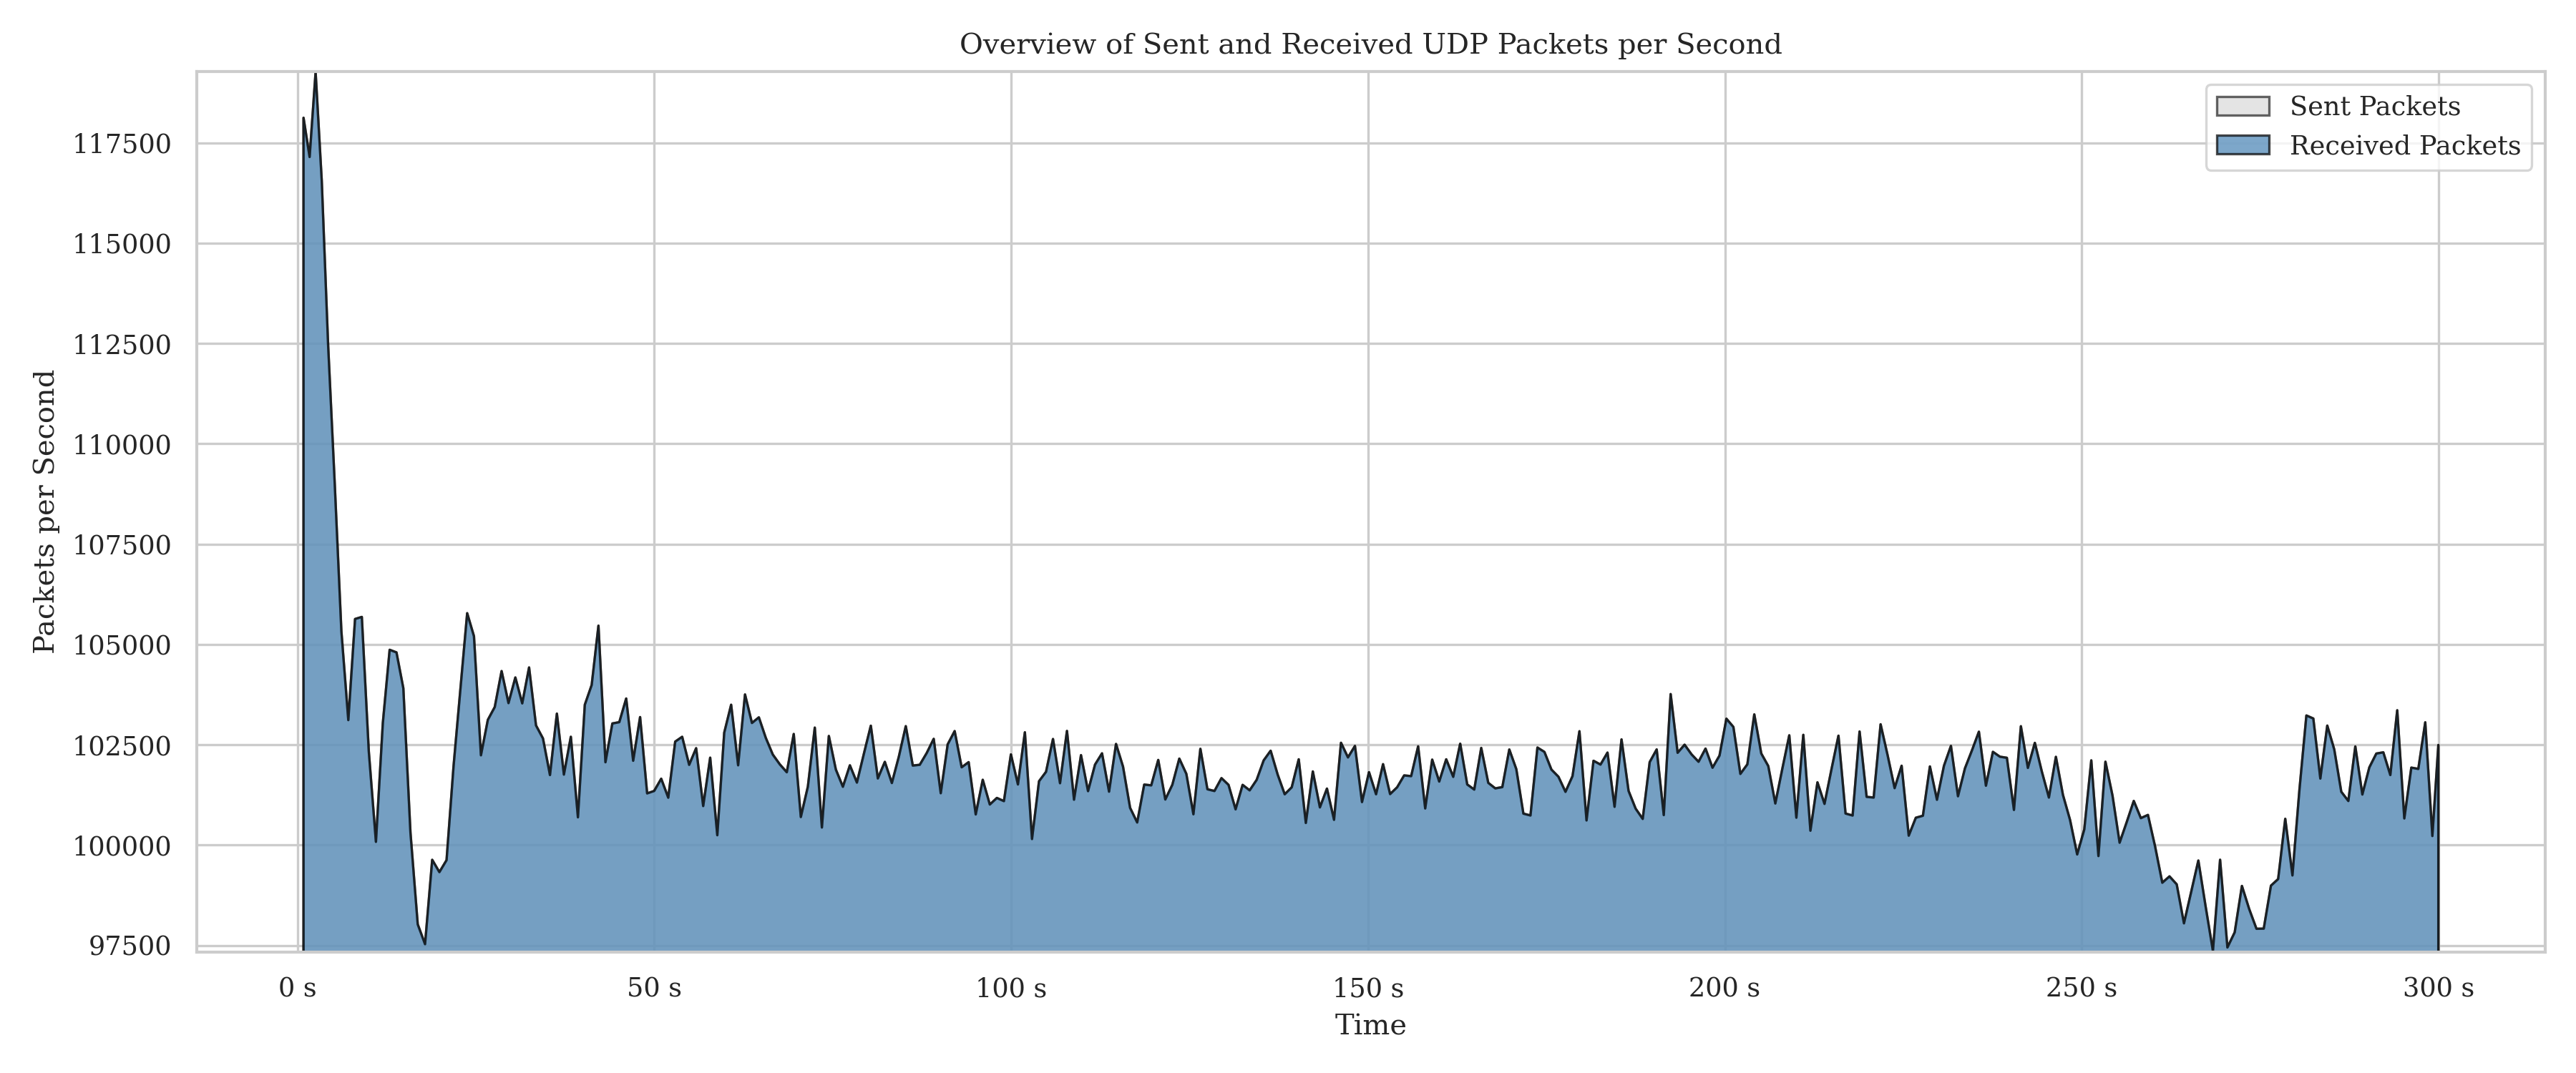 Overview of Sent and Received UDP Packets per Second
Sent Packets
Received Packets
Packets per Second
117500
115000
112500
110000
107500
105000
102500
100000
97500
0 s 50 s 100 s 150 s 200 s 250 s 300 s
Time